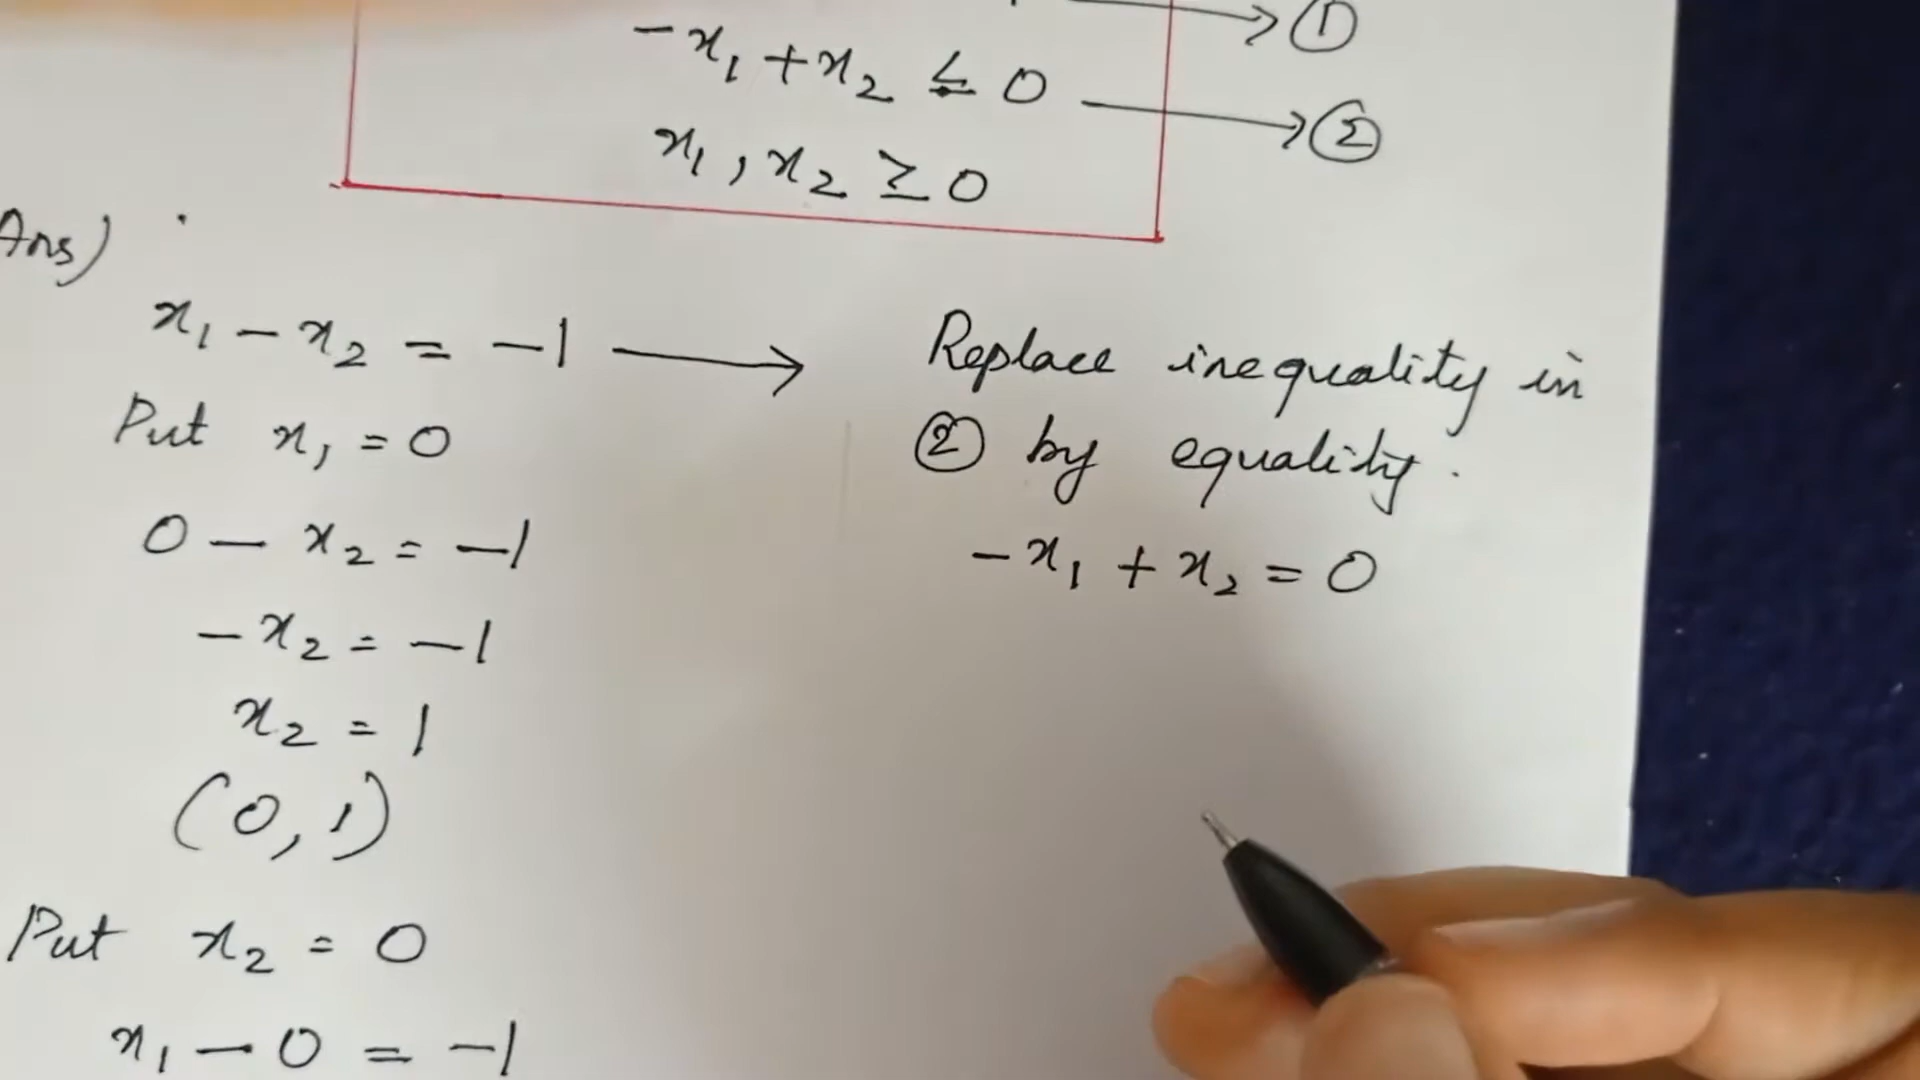 → ①
-x₁ + x₂ ≤ 0 → ②
x₁, x₂ ≥ 0
Ans)
x₁ - x₂ = -1 →
Put x₁ = 0
0 - x₂ = -1
-x₂ = -1
x₂ = 1
(0, 1)
Put x₂ = 0
x₁ - 0 = -1
Replace inequality in
② by equality.
-x₁ + x₂ = 0